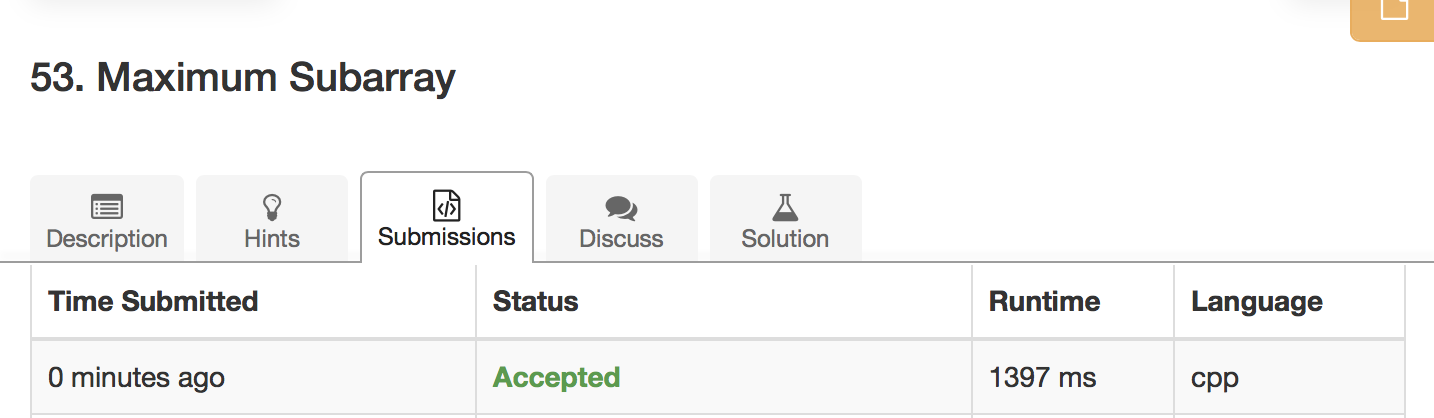 53. Maximum Subarray
Description Hints Submissions Discuss Solution
Time Submitted Status Runtime Language
0 minutes ago Accepted 1397 ms cpp